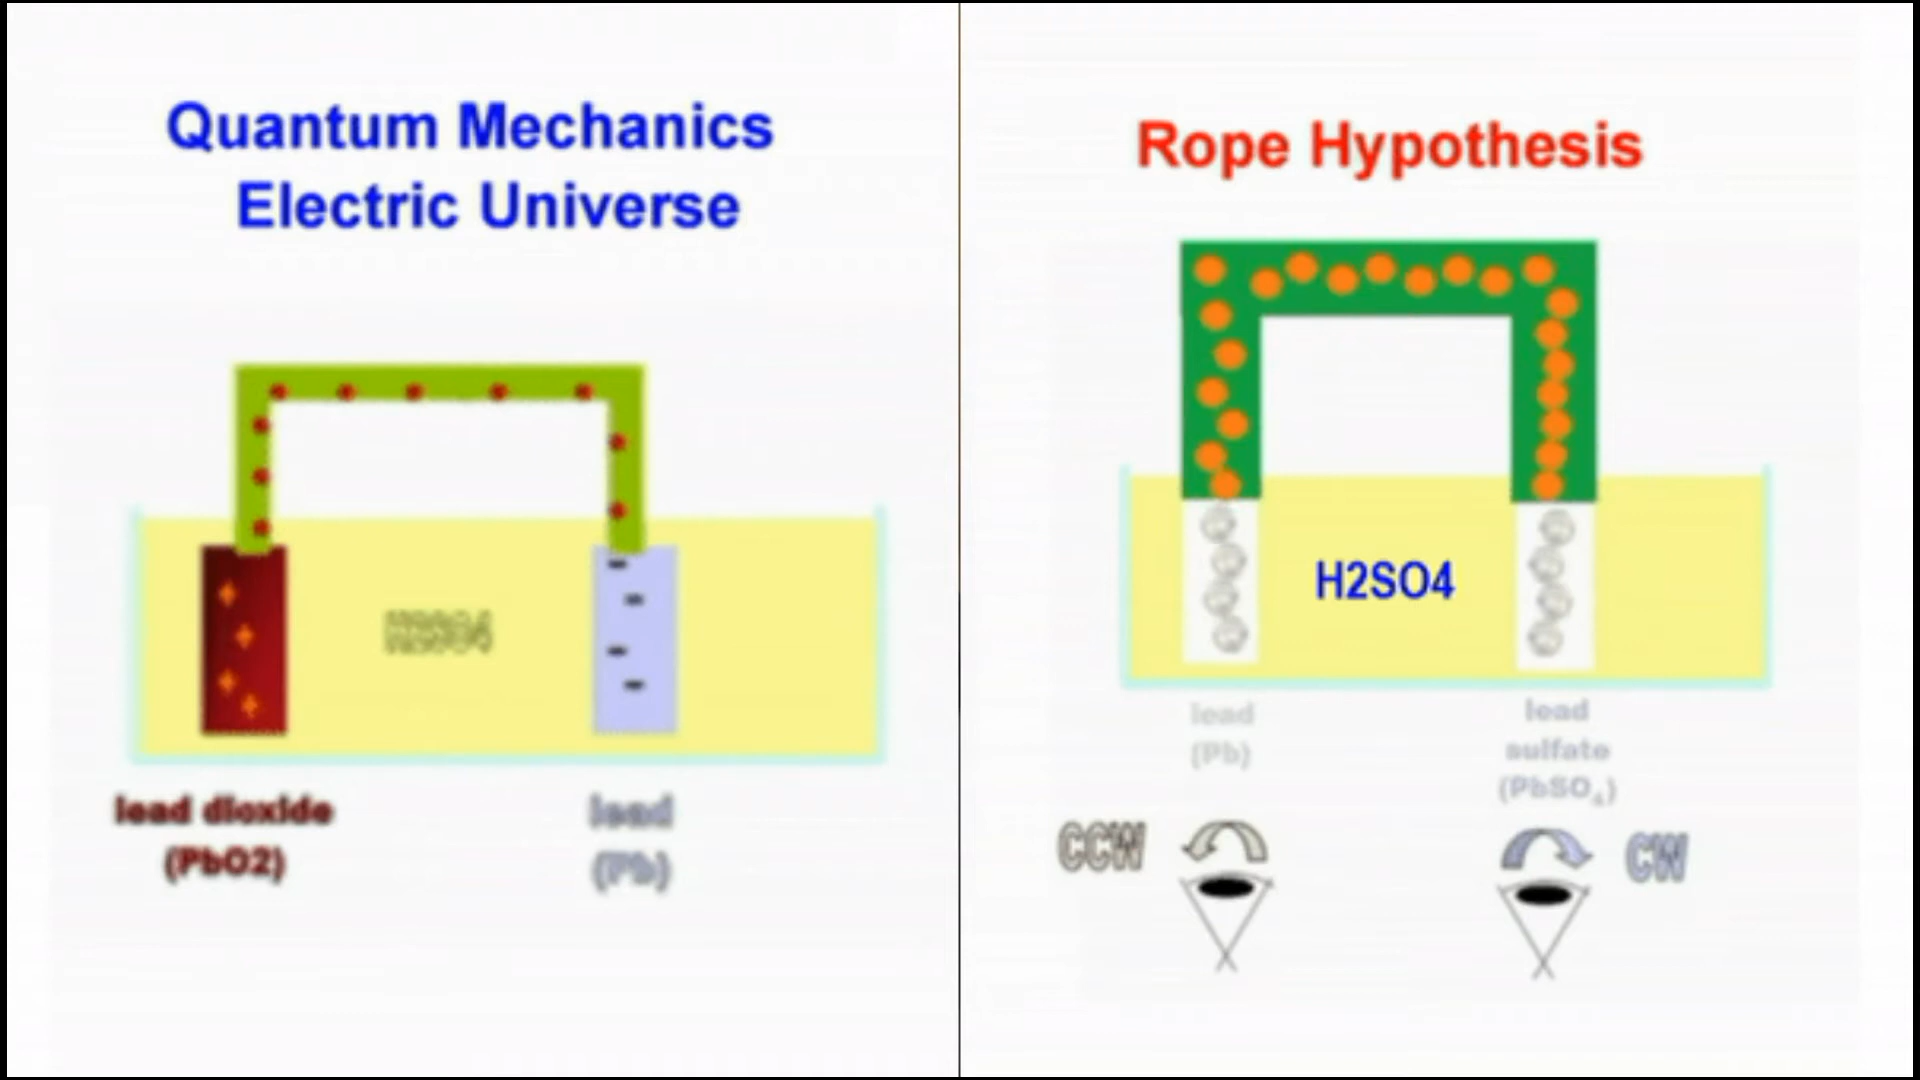 Quantum Mechanics
Electric Universe
H2SO4
lead dioxide
(PbO2)
lead
(Pb)
Rope Hypothesis
H2SO4
lead
(Pb)
lead
sulfate
(PbSO₄)
CCW
CW